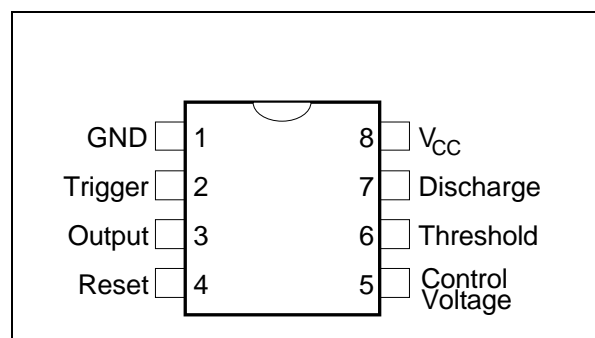 GND 1 8 VCC
Trigger 2 7 Discharge
Output 3 6 Threshold
Reset 4 5 Control
Voltage